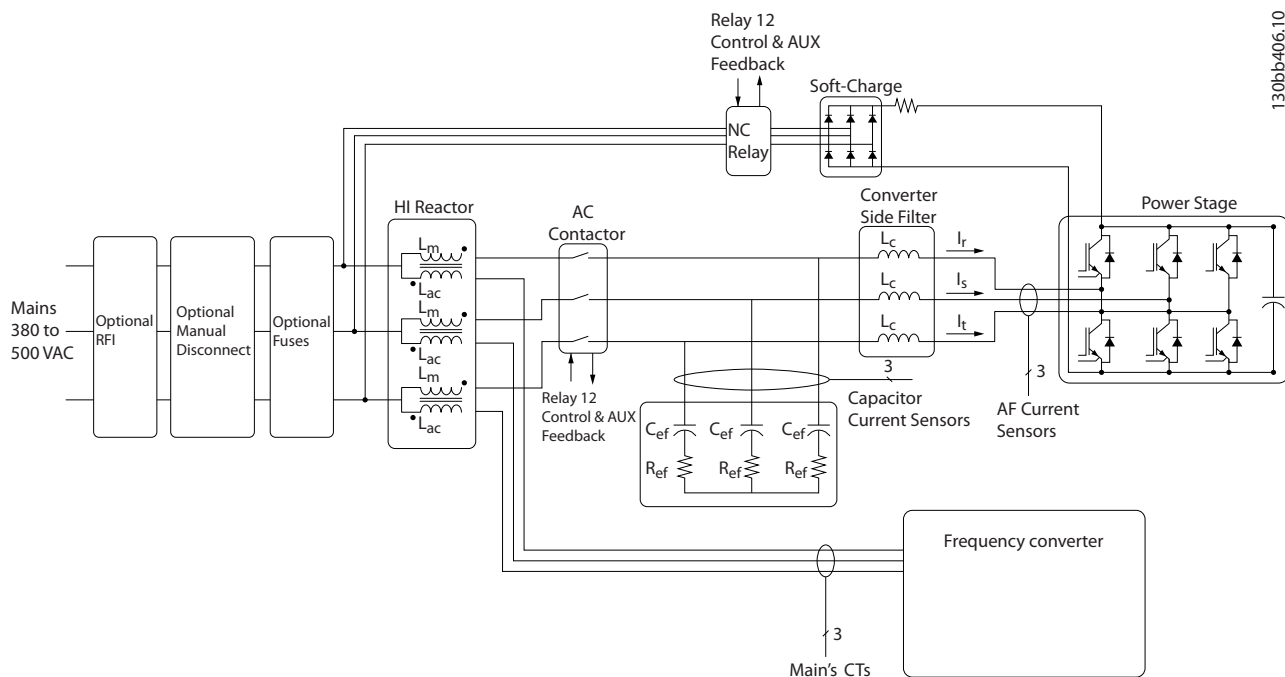 130bb406.10
Relay 12
Control & AUX
Feedback
Soft-Charge
NC
Relay
HI Reactor
AC
Contactor
Converter
Side Filter
Power Stage
Mains
380 to
500 VAC
Optional
RFI
Optional
Manual
Disconnect
Optional
Fuses
Lm
Lac
Lm
Lac
Lm
Lac
Relay 12
Control & AUX
Feedback
Lc
Lc
Lc
Ir
Is
It
3
Capacitor
Current Sensors
3
AF Current
Sensors
Cef
Cef
Cef
Ref
Ref
Ref
Frequency converter
3
Main's CTs